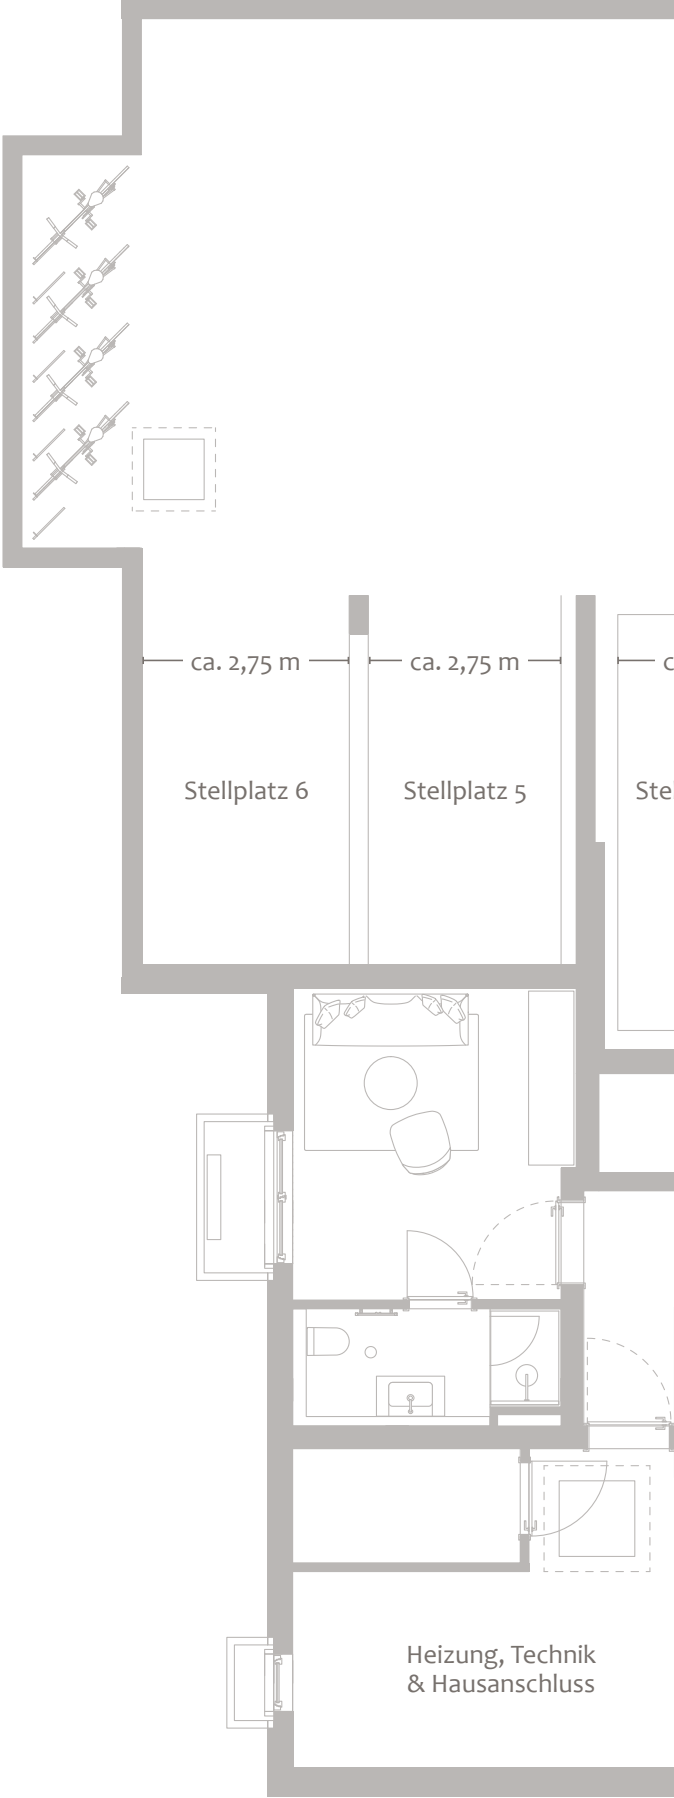 ca. 2,75 m
ca. 2,75 m
Stellplatz 6
Stellplatz 5
Heizung, Technik
& Hausanschluss